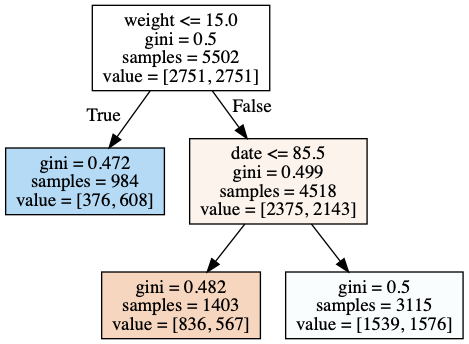 weight <= 15.0
gini = 0.5
samples = 5502
value = [2751, 2751]
True
False
gini = 0.472
samples = 984
value = [376, 608]
date <= 85.5
gini = 0.499
samples = 4518
value = [2375, 2143]
gini = 0.482
samples = 1403
value = [836, 567]
gini = 0.5
samples = 3115
value = [1539, 1576]